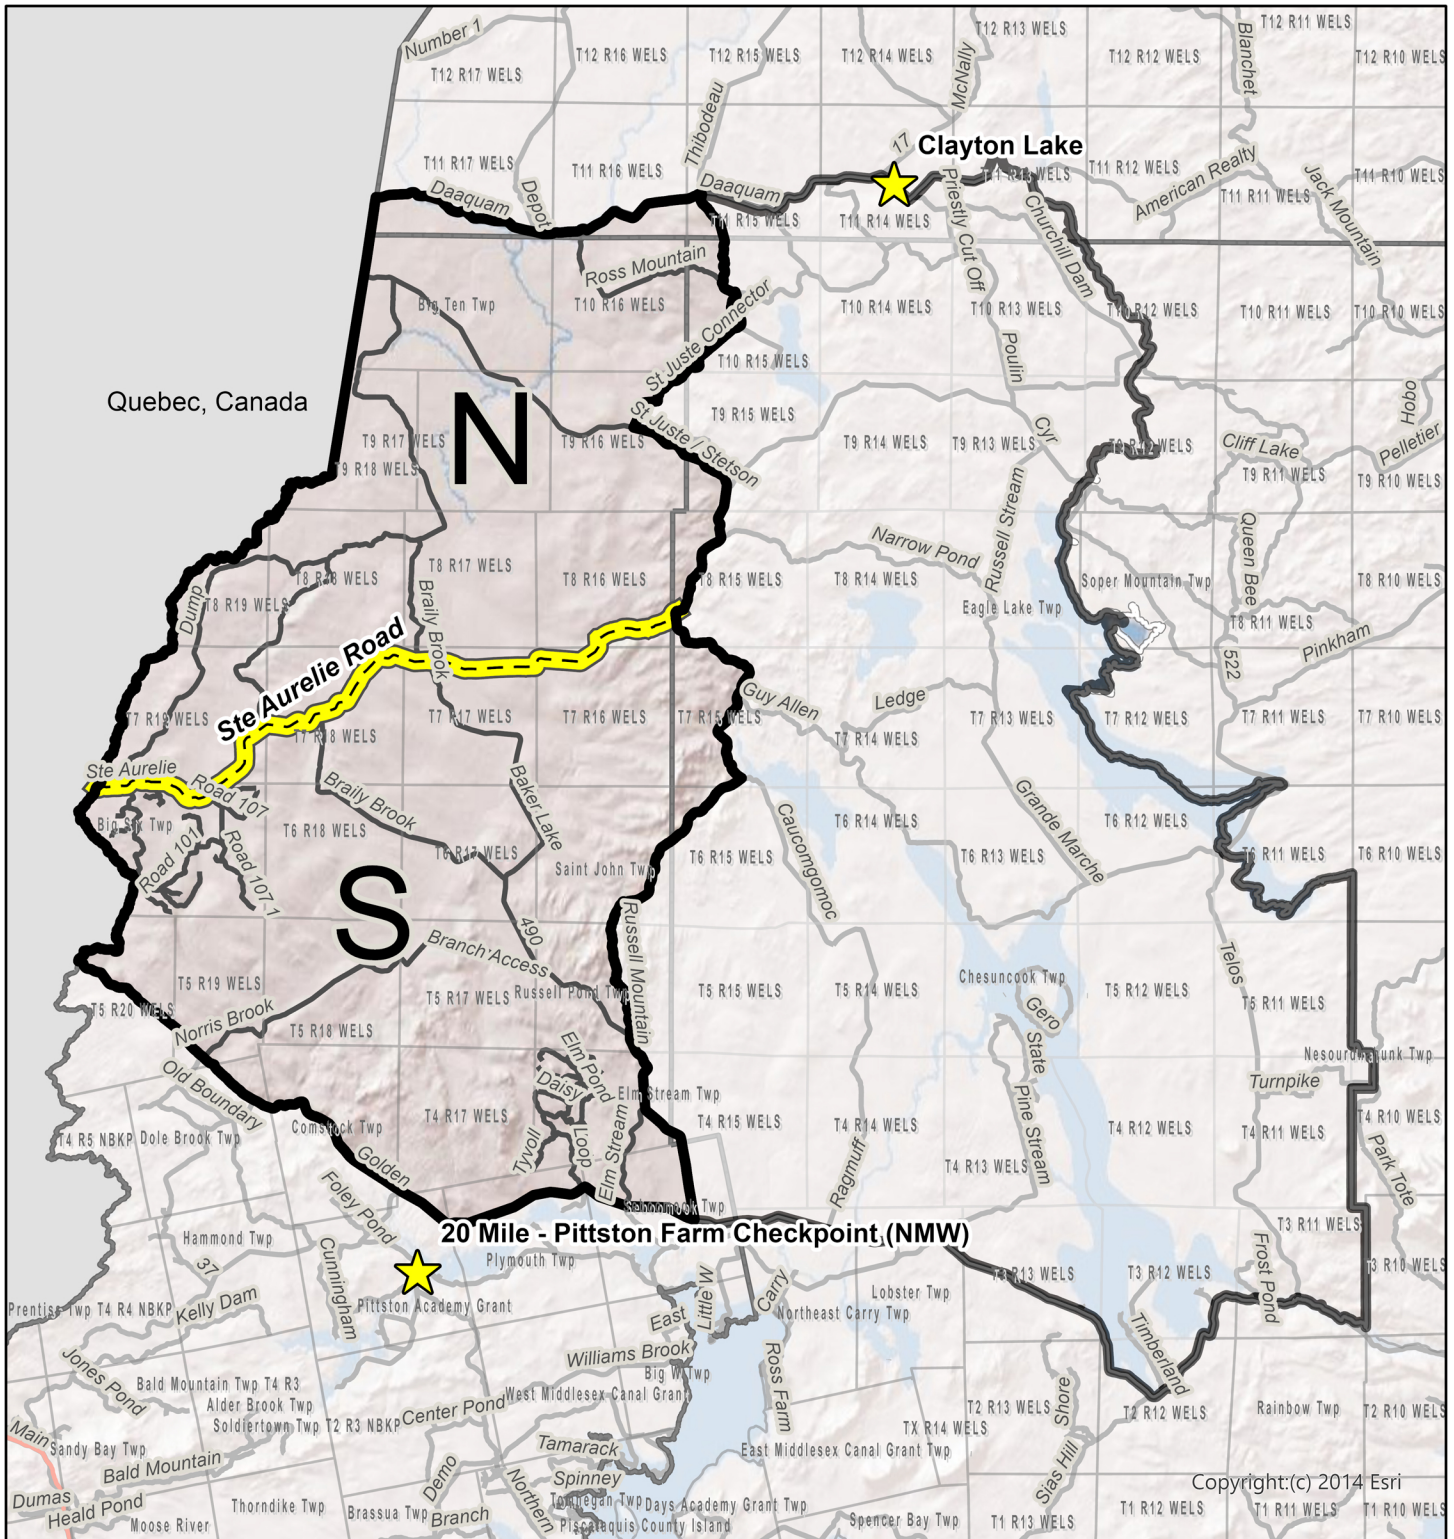 Number 1
T12 R17 WELS
T12 R16 WELS
T12 R15 WELS
T12 R14 WELS
McNally
T12 R13 WELS
T12 R12 WELS
Blanchet
T12 R11 WELS
T12 R10 WELS
Thibodeau
17
Clayton Lake
T11 R17 WELS
T11 R16 WELS
Daaquam
Depot
Daaquam
T11 R15 WELS
T11 R14 WELS
Priestly Cut Off
T11 R13 WELS
T11 R12 WELS
American Realty
T11 R11 WELS
T11 R10 WELS
Jack Mountain
Churchill Dam
Ross Mountain
Big Ten Twp
T10 R16 WELS
St Juste Connector
T10 R15 WELS
T10 R14 WELS
T10 R13 WELS
T10 R12 WELS
T10 R11 WELS
T10 R10 WELS
Poulin
Quebec, Canada
N
T9 R17 WELS
T9 R18 WELS
T9 R16 WELS
St Juste / Stetson
T9 R15 WELS
T9 R14 WELS
T9 R13 WELS
Cyr
T9 R12 WELS
Cliff Lake
T9 R11 WELS
Hobo
Pelletier
T9 R10 WELS
Russell Stream
Narrow Pond
Queen Bee
Dump
T8 R19 WELS
T8 R18 WELS
T8 R17 WELS
T8 R16 WELS
T8 R15 WELS
T8 R14 WELS
Eagle Lake Twp
Soper Mountain Twp
T8 R11 WELS
T8 R10 WELS
Braily Brook
Pinkham
522
Ste Aurelie Road
T7 R19 WELS
T7 R18 WELS
T7 R17 WELS
T7 R16 WELS
T7 R15 WELS
Guy Allen
Ledge
T7 R14 WELS
T7 R13 WELS
T7 R12 WELS
T7 R11 WELS
T7 R10 WELS
Ste Aurelie
Road 107
Braily Brook
Baker Lake
Big Six Twp
Road 101
Road 107.1
T6 R18 WELS
T6 R17 WELS
Saint John Twp
T6 R15 WELS
Caucomgomoc
T6 R14 WELS
Grande Marche
T6 R13 WELS
T6 R12 WELS
T6 R11 WELS
T6 R10 WELS
S
490
Branch Access
Russell Mountain
Telos
T5 R20 WELS
T5 R19 WELS
Norris Brook
T5 R18 WELS
T5 R17 WELS
Russell Pond Twp
T5 R15 WELS
T5 R14 WELS
Chesuncook Twp
Gero
T5 R12 WELS
T5 R11 WELS
Nesourdnahunk Twp
Old Boundary
Elm Pond
Daisy
Loop
Tyvoll
Elm Stream
Elm Stream Twp
State
Pine Stream
Turnpike
T4 R5 NBKP
Dole Brook Twp
Comstock Twp
T4 R17 WELS
T4 R15 WELS
T4 R14 WELS
T4 R13 WELS
T4 R12 WELS
T4 R11 WELS
T4 R10 WELS
Park Tote
Golden
Foley Pond
Ragmuff
Seboomook Twp
20 Mile - Pittston Farm Checkpoint (NMW)
Hammond Twp
37
Cunningham
Plymouth Twp
T3 R13 WELS
T3 R12 WELS
T3 R11 WELS
T3 R10 WELS
Frost Pond
Prentiss Twp T4 R4 NBKP
Kelly Dam
Pittston Academy Grant
East
Little W
Carry
Lobster Twp
Northeast Carry Twp
Timberland
Jones Pond
Williams Brook
Big W Twp
Ross Farm
Bald Mountain Twp T4 R3
Alder Brook Twp
Soldiertown Twp T2 R3 NBKP
Center Pond
West Middlesex Canal Grant
T2 R13 WELS
Shore
T2 R12 WELS
Rainbow Twp
T2 R10 WELS
TX R14 WELS
Main
Sandy Bay Twp
Tamarack
East Middlesex Canal Grant Twp
Sias Hill
Bald Mountain
Demo
Northern
Spinney
Copyright:(c) 2014 Esri
Dumas
Heald Pond
Moose River
Thorndike Twp
Brassua Twp
Branch
Tomhegan Twp
Days Academy Grant Twp
Piscataquis County Island
Spencer Bay Twp
T1 R13 WELS
T1 R12 WELS
T1 R11 WELS
T1 R10 WELS